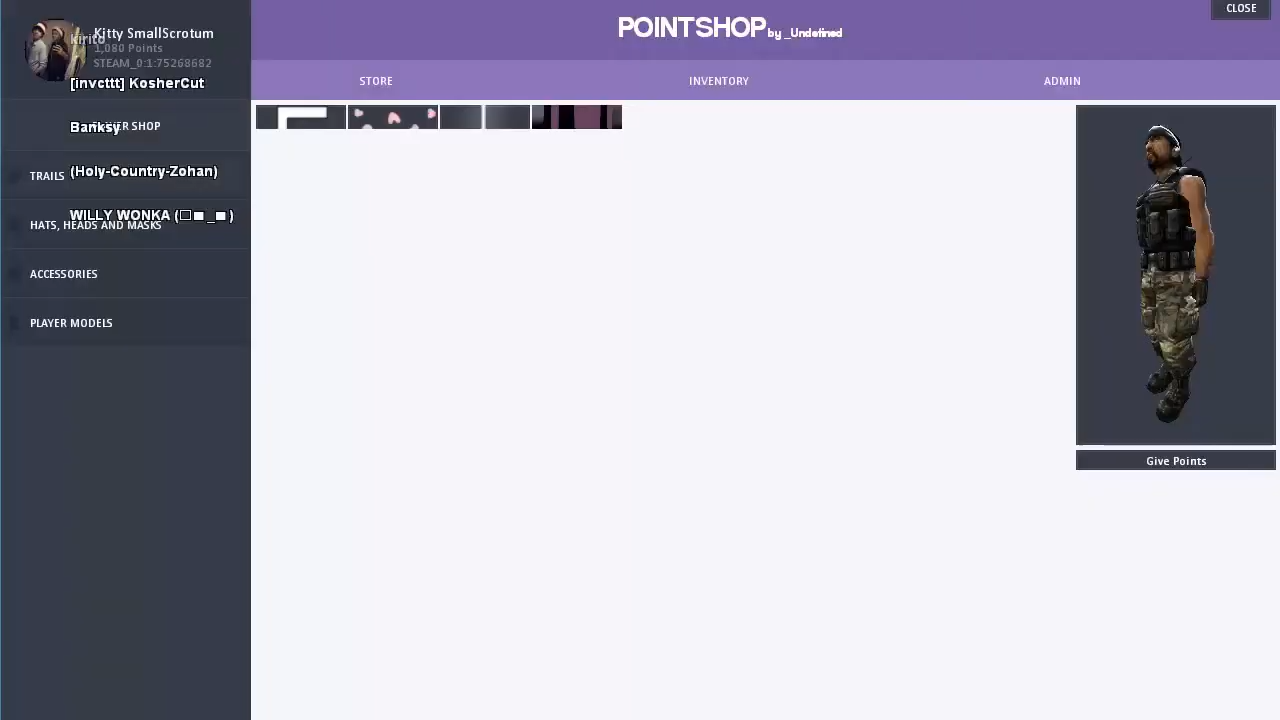 CLOSE
POINTSHOP by _Undefined
Kitty SmallScrotum
kirito
1,080 Points
STEAM_0:1:75268682
STORE
INVENTORY
ADMIN
[invcttt] KosherCut
Banksy
SHOP
(Holy-Country-Zohan)
TRAILS
WILLY WONKA (□■_■)
HATS, HEADS AND MASKS
ACCESSORIES
PLAYER MODELS
Give Points